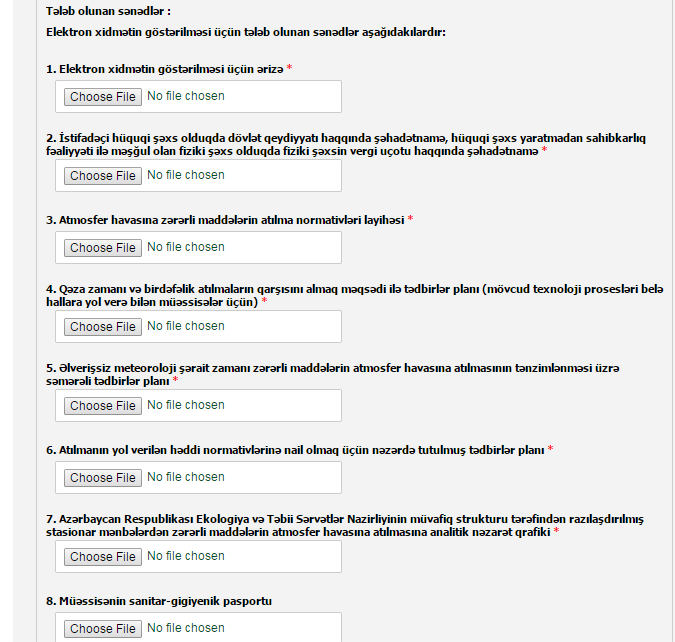 Tələb olunan sənədlər :
Elektron xidmətin göstərilməsi üçün tələb olunan sənədlər aşağıdakılardır:
1. Elektron xidmətin göstərilməsi üçün ərizə *
Choose File No file chosen
2. İstifadəçi hüquqi şəxs olduqda dövlət qeydiyyatı haqqında şəhadətnamə, hüquqi şəxs yaratmadan sahibkarlıq
fəaliyyəti ilə məşğul olan fiziki şəxs olduqda fiziki şəxsin vergi uçotu haqqında şəhadətnamə *
Choose File No file chosen
3. Atmosfer havasına zərərli maddələrin atılma normativləri layihəsi *
Choose File No file chosen
4. Qəza zamanı və birdəfəlik atılmaların qarşısını almaq məqsədi ilə tədbirlər planı (mövcud texnoloji prosesləri belə
hallara yol verə bilən müəssisələr üçün) *
Choose File No file chosen
5. Əlverişsiz meteoroloji şərait zamanı zərərli maddələrin atmosfer havasına atılmasının tənzimlənməsi üzrə
səmərəli tədbirlər planı *
Choose File No file chosen
6. Atılmanın yol verilən həddi normativlərinə nail olmaq üçün nəzərdə tutulmuş tədbirlər planı *
Choose File No file chosen
7. Azərbaycan Respublikası Ekologiya və Təbii Sərvətlər Nazirliyinin müvafiq strukturu tərəfindən razılaşdırılmış
stasionar mənbələrdən zərərli maddələrin atmosfer havasına atılmasına analitik nəzarət qrafiki *
Choose File No file chosen
8. Müəssisənin sanitar-gigiyenik pasportu
Choose File No file chosen